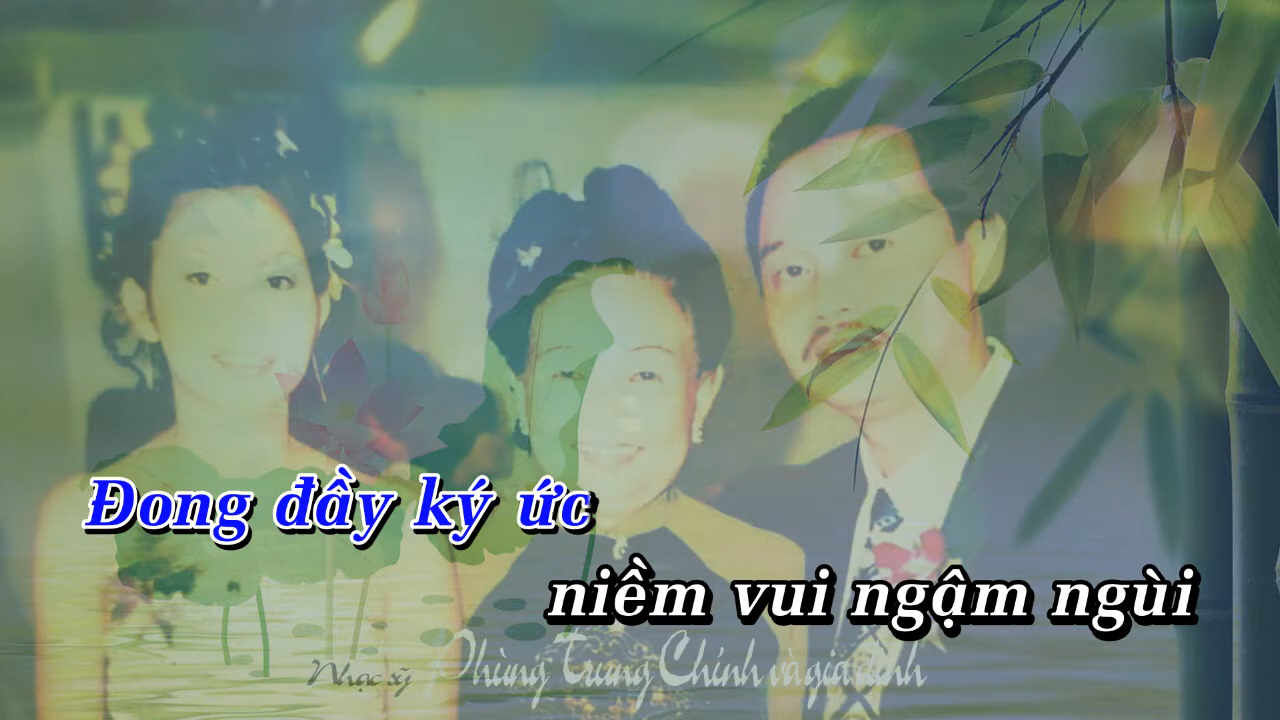 Đong đầy ký ức
niềm vui ngậm ngùi
Nhạc sỹ Phùng Trung Chính và gia đình